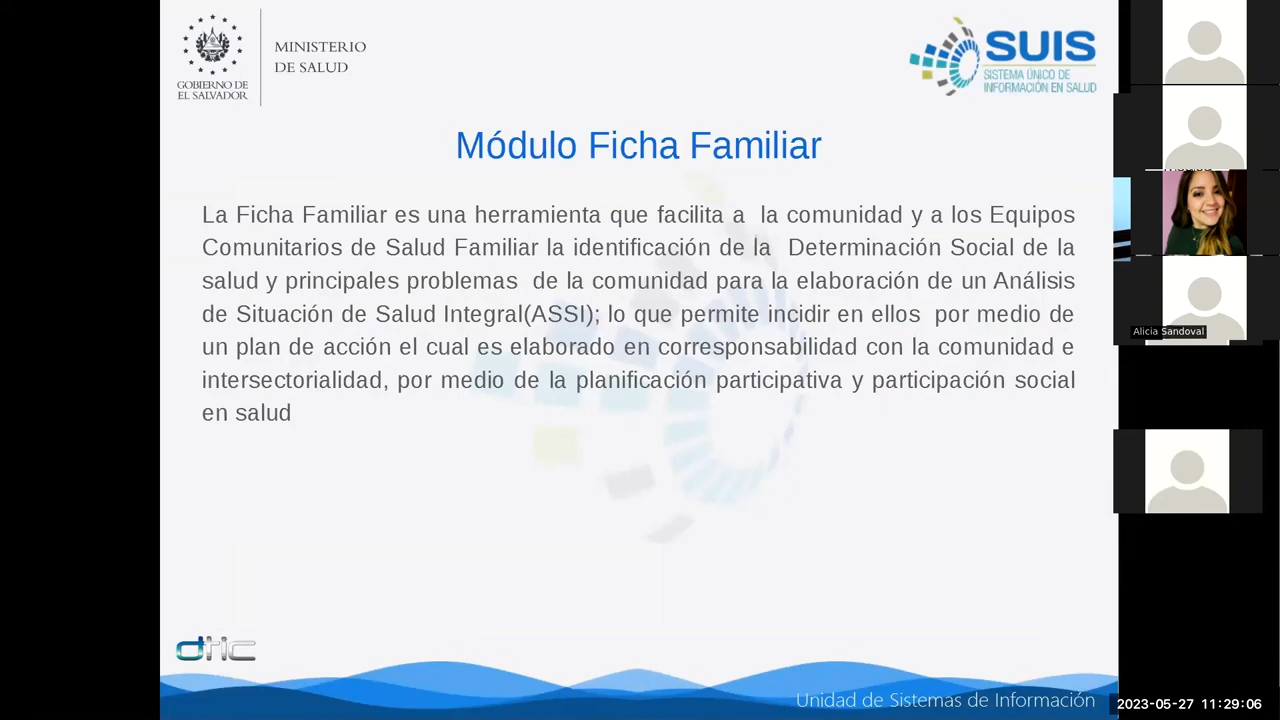 MINISTERIO
DE SALUD
GOBIERNO DE
EL SALVADOR
SUIS
SISTEMA ÚNICO DE
INFORMACIÓN EN SALUD
Módulo Ficha Familiar
La Ficha Familiar es una herramienta que facilita a la comunidad y a los Equipos
Comunitarios de Salud Familiar la identificación de la Determinación Social de la
salud y principales problemas de la comunidad para la elaboración de un Análisis
de Situación de Salud Integral(ASSI); lo que permite incidir en ellos por medio de
un plan de acción el cual es elaborado en corresponsabilidad con la comunidad e
intersectorialidad, por medio de la planificación participativa y participación social
en salud
Alicia Sandoval
dtic
Unidad de Sistemas de Información
2023-05-27 11:29:06